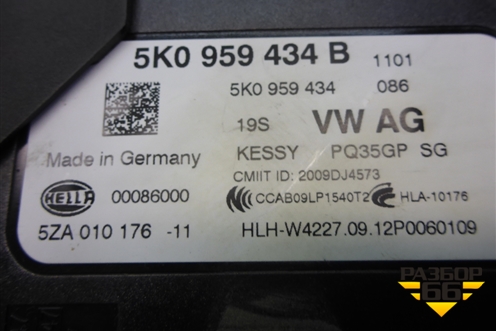 5K0 959 434 B 1101
5K0 959 434 086
19S VW AG
Made in Germany KESSY PQ35GP SG
CMIIT ID: 2009DJ4573
HELLA 00086000 CCAB09LP1540T2 HLA-10176
5ZA 010 176 -11 HLH-W4227.09.12P0060109
РАЗБОР
66